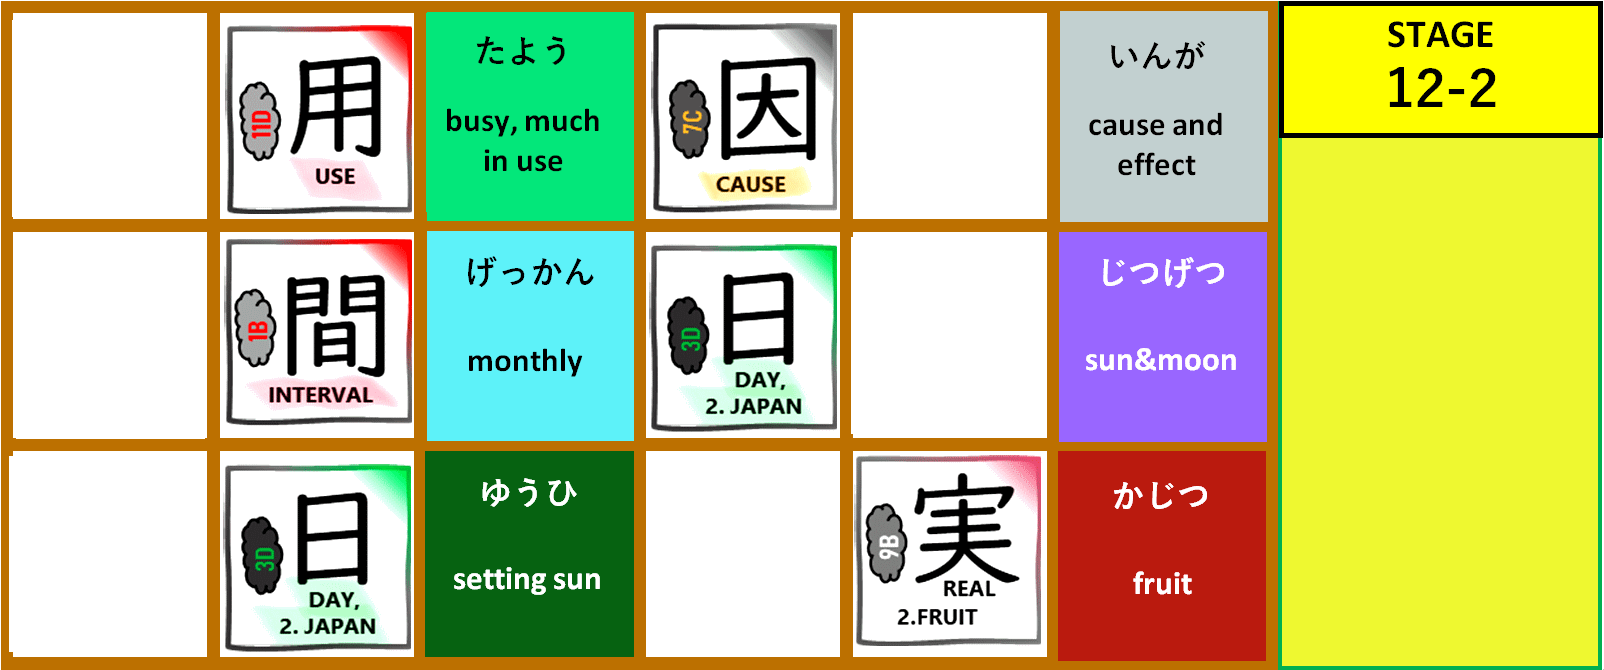 用
11D
USE
たよう
busy, much
in use
因
7C
CAUSE
いんが
cause and
effect
STAGE
12-2
間
1B
INTERVAL
げっかん
monthly
日
3D
DAY,
2. JAPAN
じつげつ
sun&moon
日
3D
DAY,
2. JAPAN
ゆうひ
setting sun
実
9B
REAL
2.FRUIT
かじつ
fruit